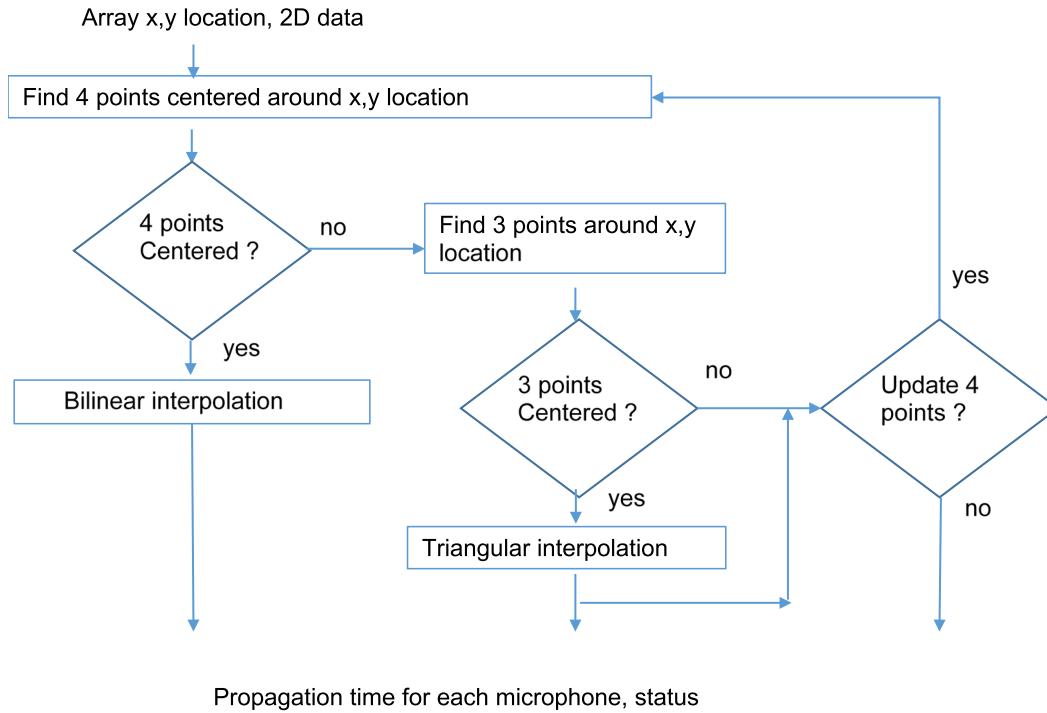 Array x,y location, 2D data
Find 4 points centered around x,y location
4 points
Centered ?
no
Find 3 points around x,y
location
yes
yes
Bilinear interpolation
3 points
Centered ?
no
Update 4
points ?
yes
no
Triangular interpolation
Propagation time for each microphone, status